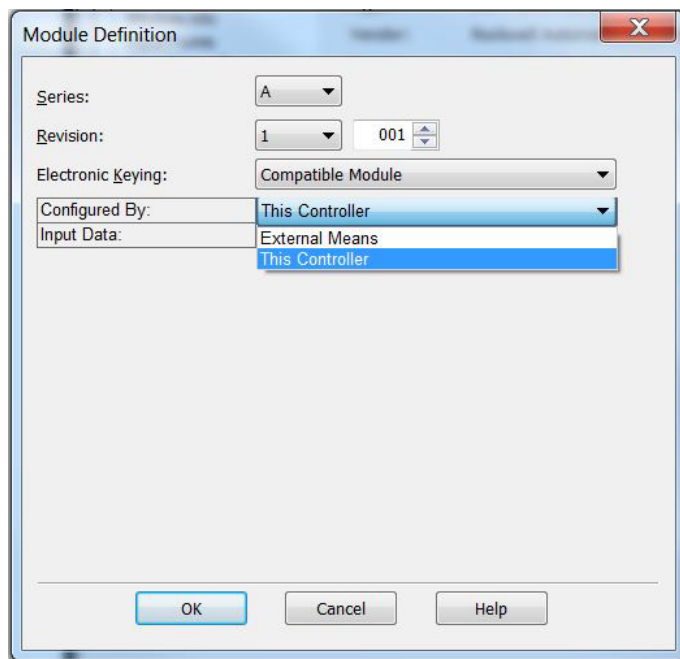 Module Definition
Series: A
Revision: 1 001
Electronic Keying: Compatible Module
Configured By: This Controller
Input Data: External Means
This Controller
OK Cancel Help